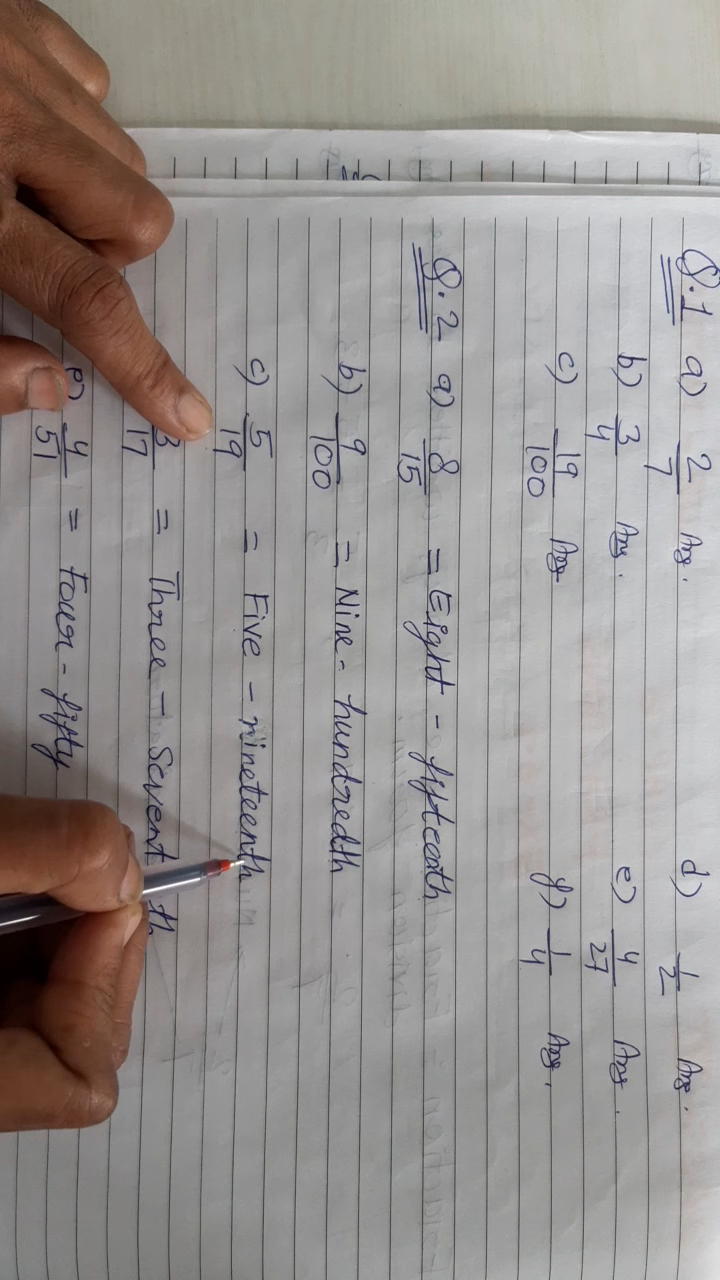 Q.1 a) 2/7 Ans. d) 1/2 Ans.
b) 3/4 Ans. e) 4/27 Ans.
c) 19/100 Ans f) 1/4 Ans.
Q.2 a) 8/15 = Eight - fifteenth
b) 9/100 = Nine - hundredth
c) 5/19 = Five - nineteenth
3/17 = Three - Sevent th
e) 4/51 = Four - fifty